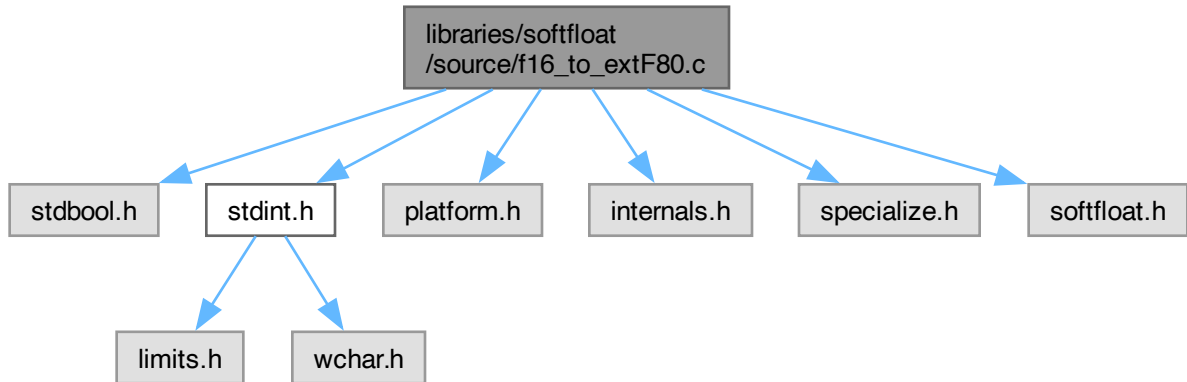 libraries/softfloat
/source/f16_to_extF80.c
stdbool.h
stdint.h
platform.h
internals.h
specialize.h
softfloat.h
limits.h
wchar.h